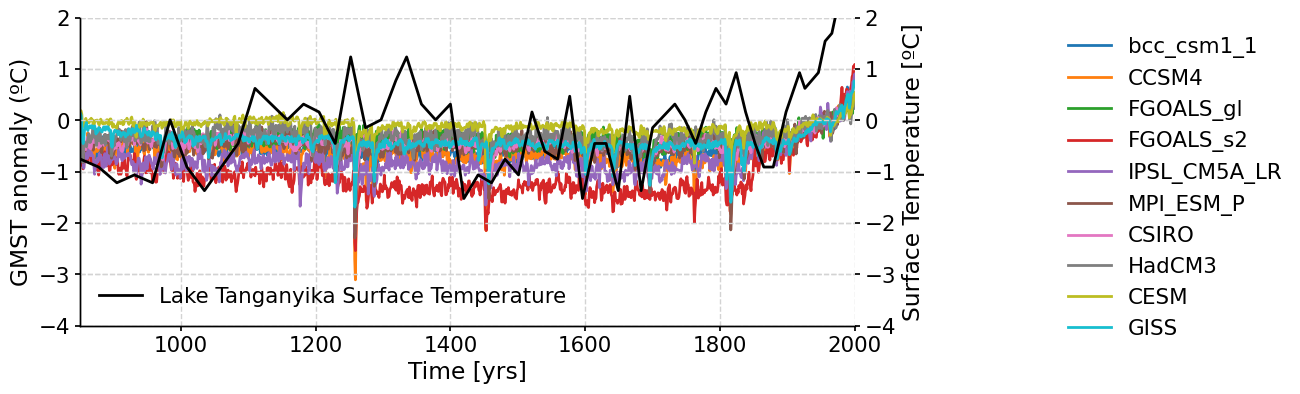 2
1
0
−1
−2
−3
−4
GMST anomaly (ºC)
1000
1200
1400
1600
1800
2000
Time [yrs]
Lake Tanganyika Surface Temperature
2
1
0
−1
−2
−3
−4
Surface Temperature [ºC]
bcc_csm1_1
CCSM4
FGOALS_gl
FGOALS_s2
IPSL_CM5A_LR
MPI_ESM_P
CSIRO
HadCM3
CESM
GISS